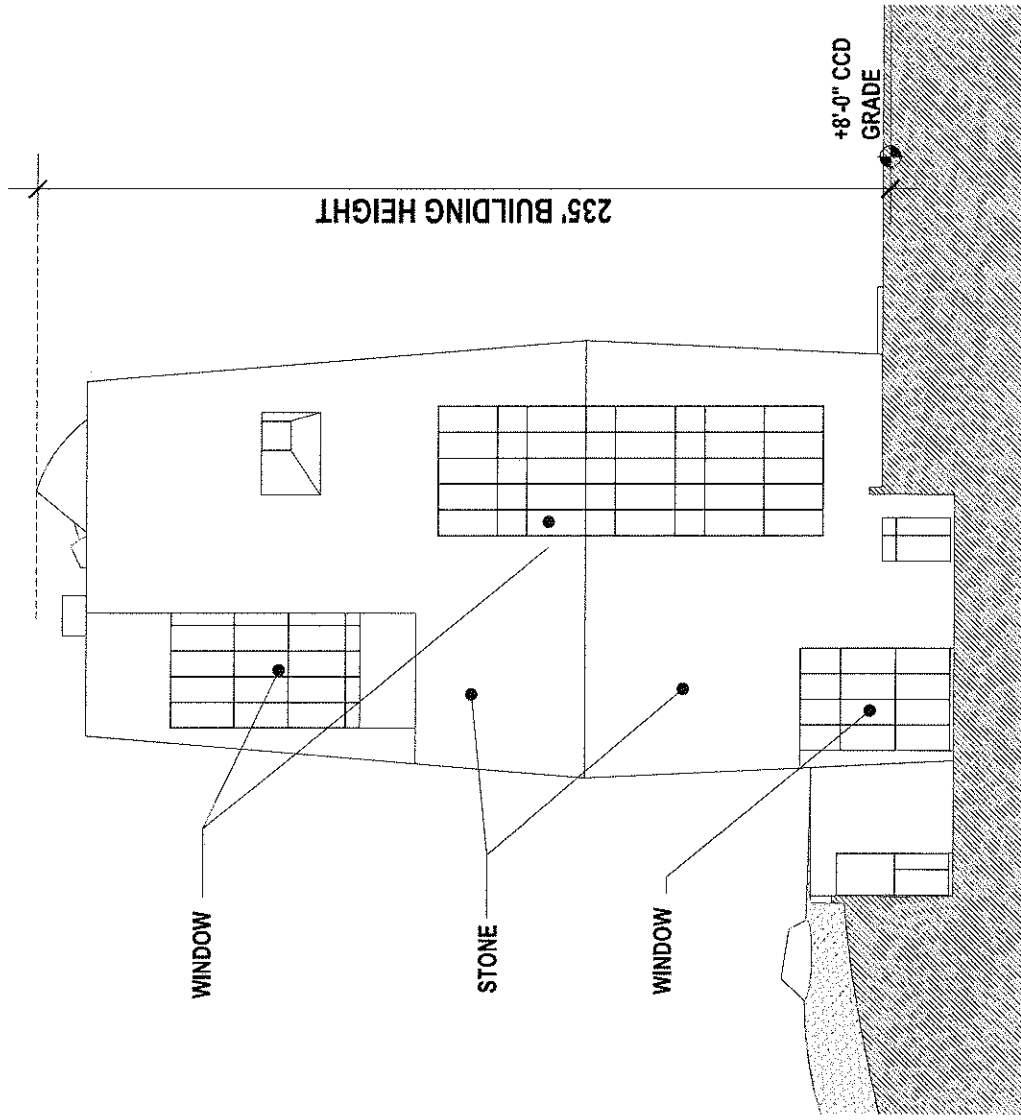 235' BUILDING HEIGHT
+8'-0" CCD
GRADE
WINDOW
STONE
WINDOW